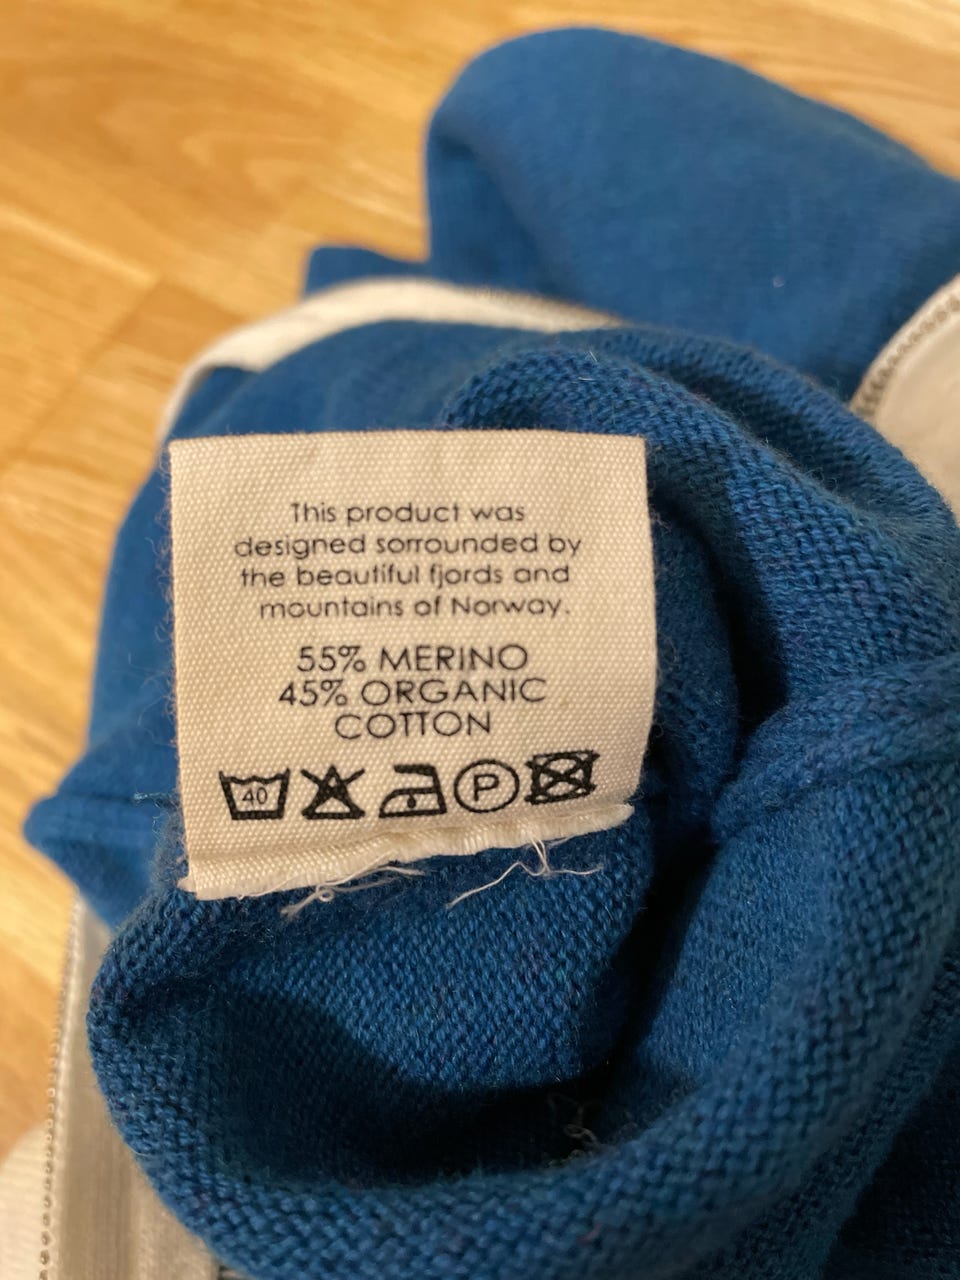 This product was
designed sorrounded by
the beautiful fjords and
mountains of Norway.
55% MERINO
45% ORGANIC
COTTON
40 P